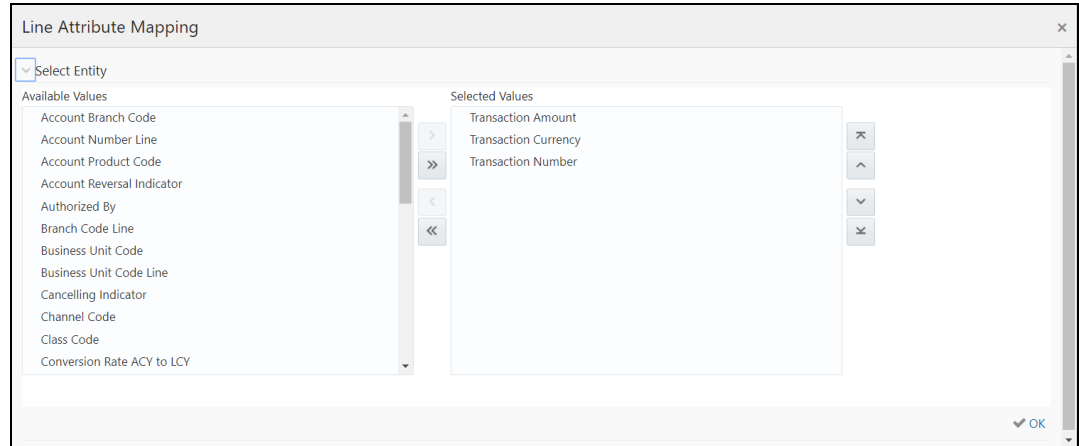 Line Attribute Mapping
Select Entity
Available Values
Selected Values
Account Branch Code
Account Number Line
Account Product Code
Account Reversal Indicator
Authorized By
Branch Code Line
Business Unit Code
Business Unit Code Line
Cancelling Indicator
Channel Code
Class Code
Conversion Rate ACY to LCY
Transaction Amount
Transaction Currency
Transaction Number
OK